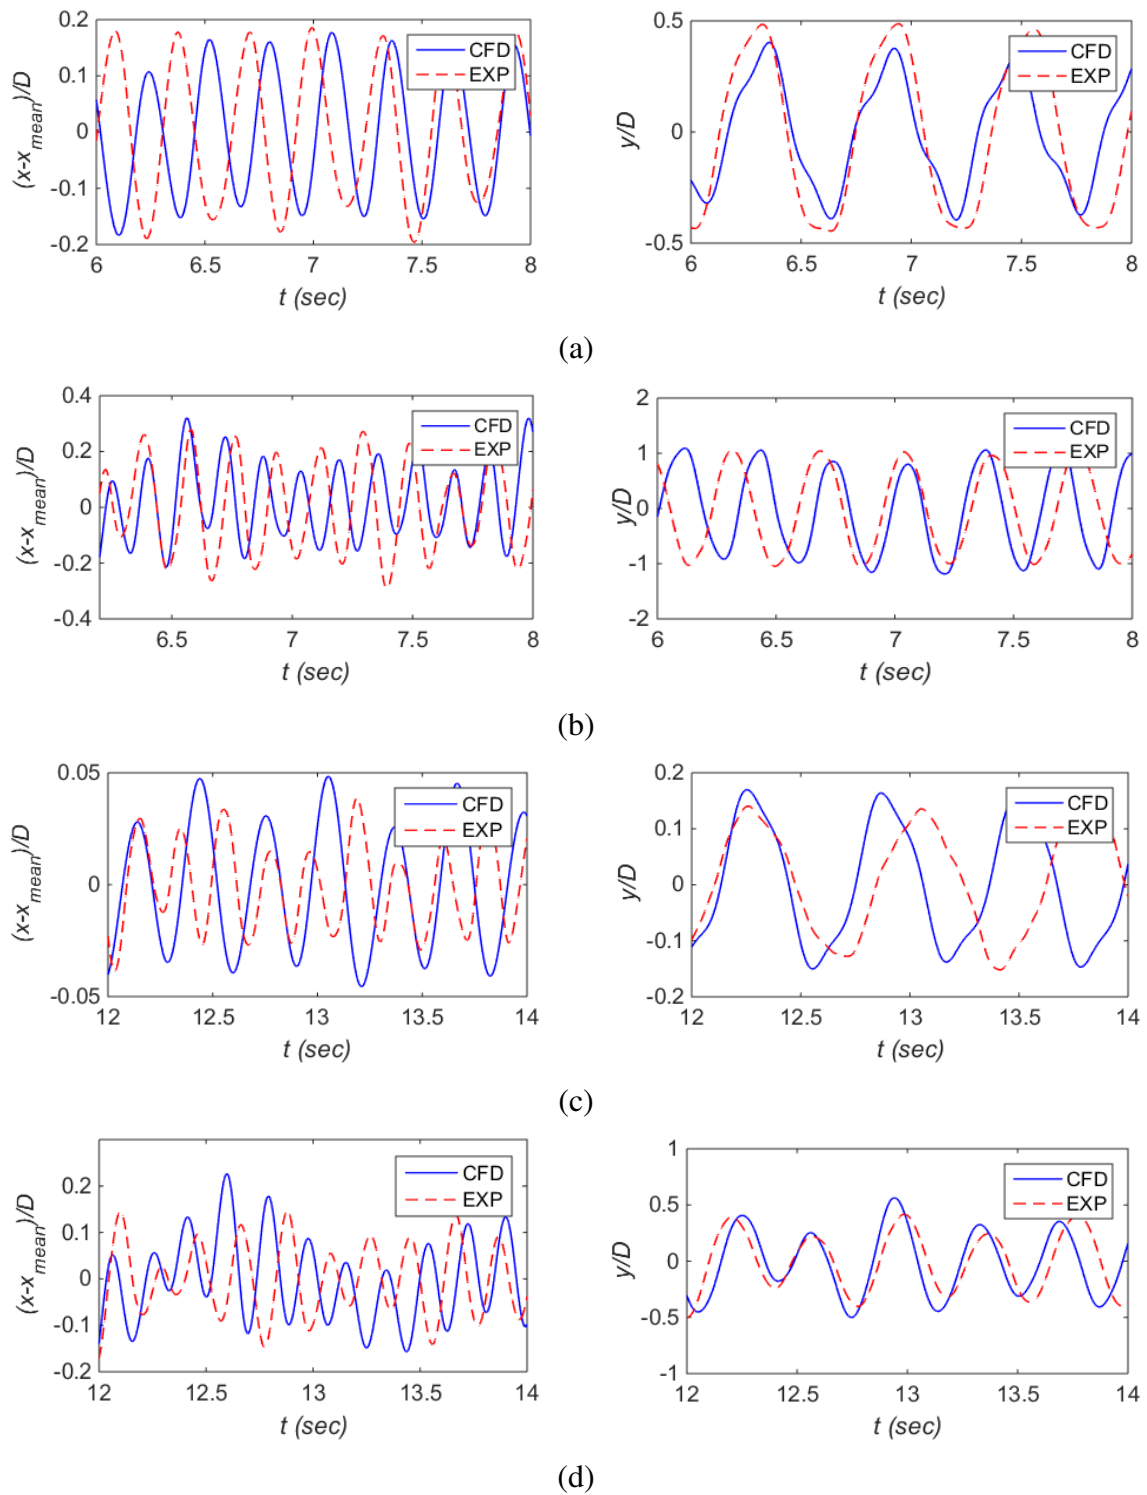 0.2
0.1
0
-0.1
-0.2
(x-x_mean)/D
CFD
EXP
6
6.5
7
7.5
8
t (sec)
0.5
0
-0.5
y/D
CFD
EXP
6
6.5
7
7.5
8
t (sec)
(a)
0.4
0.2
0
-0.2
-0.4
(x-x_mean)/D
CFD
EXP
6.5
7
7.5
8
t (sec)
2
1
0
-1
-2
y/D
CFD
EXP
6
6.5
7
7.5
8
t (sec)
(b)
0.05
0
-0.05
(x-x_mean)/D
CFD
EXP
12
12.5
13
13.5
14
t (sec)
0.2
0.1
0
-0.1
-0.2
y/D
CFD
EXP
12
12.5
13
13.5
14
t (sec)
(c)
0.2
0.1
0
-0.1
-0.2
(x-x_mean)/D
CFD
EXP
12
12.5
13
13.5
14
t (sec)
1
0.5
0
-0.5
-1
y/D
CFD
EXP
12
12.5
13
13.5
14
t (sec)
(d)